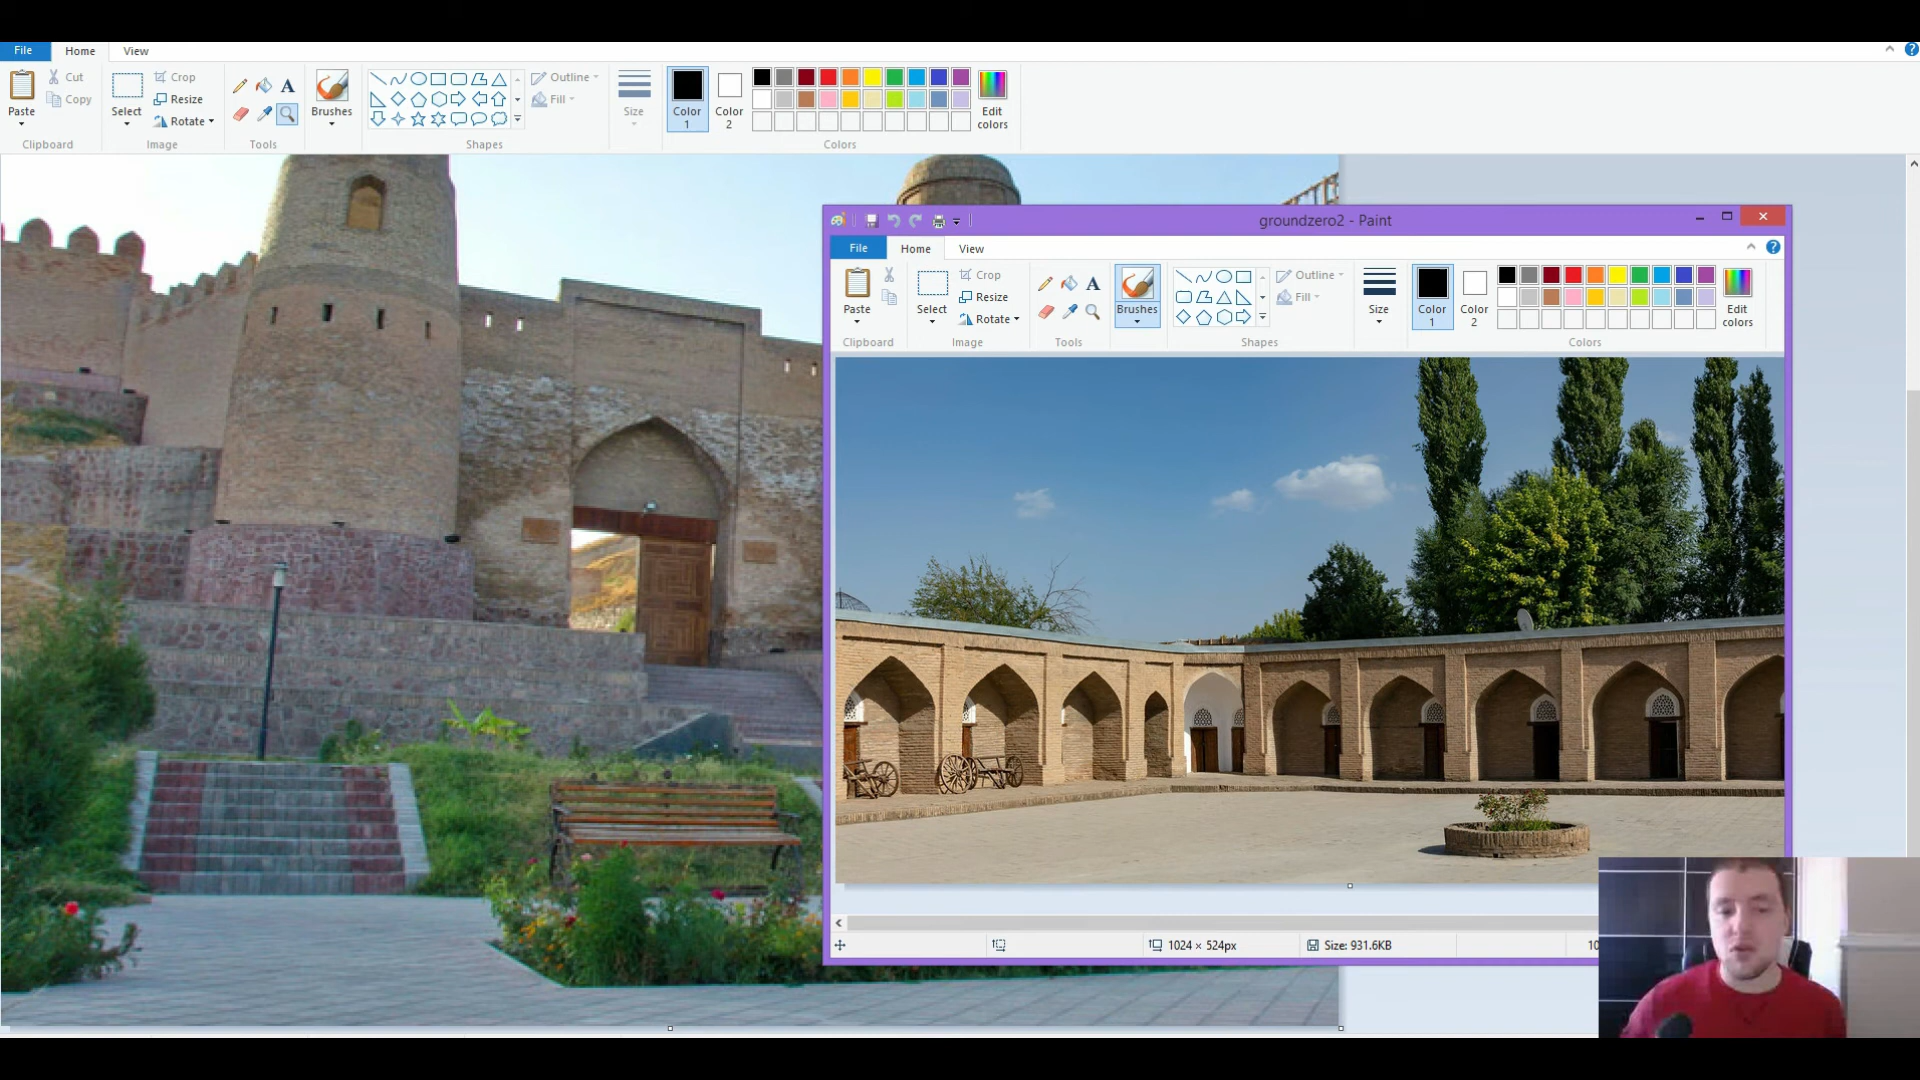 File Home View
Cut
Copy
Paste
Clipboard
Select
Crop
Resize
Rotate
Image
A
Tools
Brushes
Shapes
Outline
Fill
Size
Color 1
Color 2
Edit colors
Colors
groundzero2 - Paint
File Home View
Paste
Clipboard
Select
Crop
Resize
Rotate
Image
A
Tools
Brushes
Shapes
Outline
Fill
Size
Color 1
Color 2
Edit colors
Colors
1024 × 524px
Size: 931.6KB
10